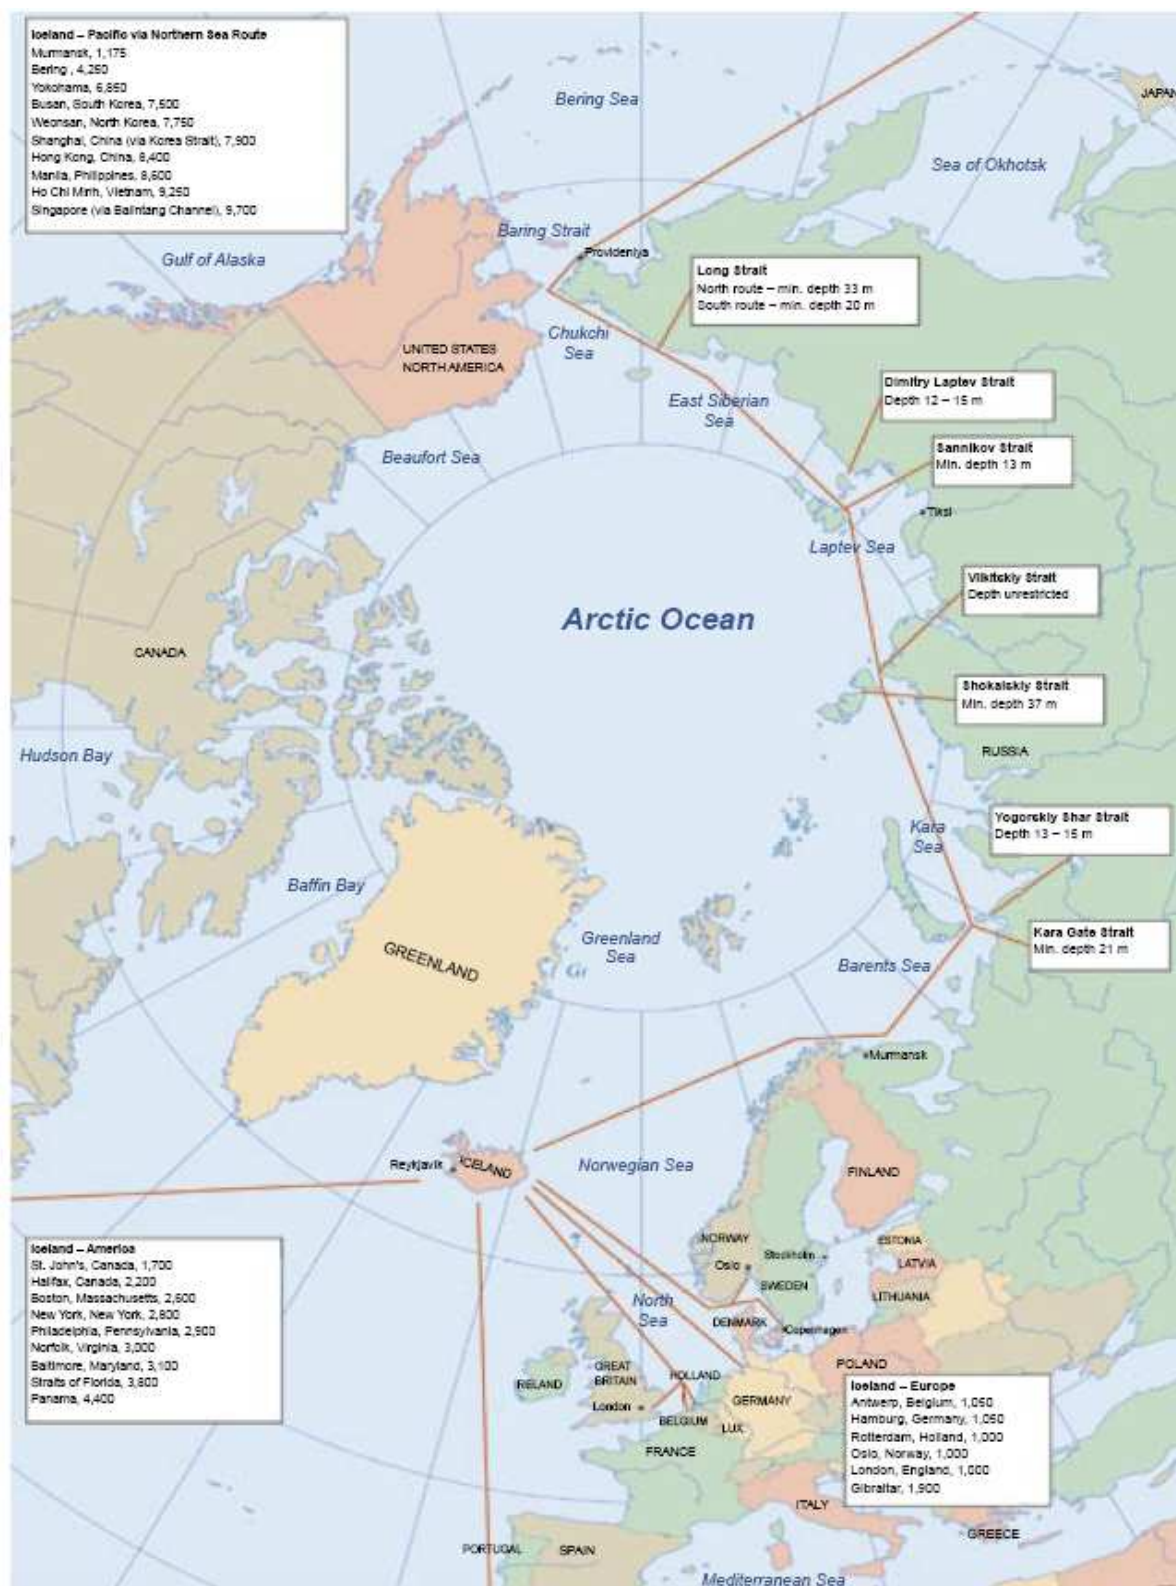 Iceland – Pacific via Northern Sea Route
Murmansk, 1,175
Bering , 4,250
Yokohama, 6,850
Busan, South Korea, 7,500
Weonsan, North Korea, 7,750
Shanghai, China (via Korea Strait), 7,900
Hong Kong, China, 8,400
Manila, Philippines, 8,600
Ho Chi Minh, Vietnam, 9,250
Singapore (via Balintang Channel), 9,700
Bering Sea
JAPAN
Sea of Okhotsk
Baring Strait
Provideniya
Gulf of Alaska
Long Strait
North route – min. depth 33 m
South route – min. depth 20 m
Chukchi
Sea
UNITED STATES
NORTH AMERICA
Dimitry Laptev Strait
Depth 12 – 15 m
East Siberian
Sea
Beaufort Sea
Sannikov Strait
Min. depth 13 m
Tiksi
Laptev Sea
Vilkitskiy Strait
Depth unrestricted
Arctic Ocean
CANADA
Shokalskiy Strait
Min. depth 37 m
Hudson Bay
RUSSIA
Yogorskiy Shar Strait
Depth 13 – 15 m
Kara
Sea
Baffin Bay
Kara Gate Strait
Min. depth 21 m
GREENLAND
Greenland
Sea
Gr
Barents Sea
Murmansk
Reykjavik
ICELAND
Norwegian Sea
FINLAND
NORWAY
Oslo
Stockholm
SWEDEN
ESTONIA
LATVIA
LITHUANIA
Iceland – America
St. John's, Canada, 1,700
Halifax, Canada, 2,200
Boston, Massachusetts, 2,600
New York, New York, 2,800
Philadelphia, Pennsylvania, 2,900
Norfolk, Virginia, 3,000
Baltimore, Maryland, 3,100
Straits of Florida, 3,600
Panama, 4,400
North
Sea
DENMARK
Copenhagen
IRELAND
GREAT
BRITAIN
London
HOLLAND
BELGIUM
LUX
GERMANY
POLAND
FRANCE
Iceland – Europe
Antwerp, Belgium, 1,050
Hamburg, Germany, 1,050
Rotterdam, Holland, 1,000
Oslo, Norway, 1,000
London, England, 1,000
Gibraltar, 1,900
ITALY
GREECE
PORTUGAL
SPAIN
Mediterranean Sea